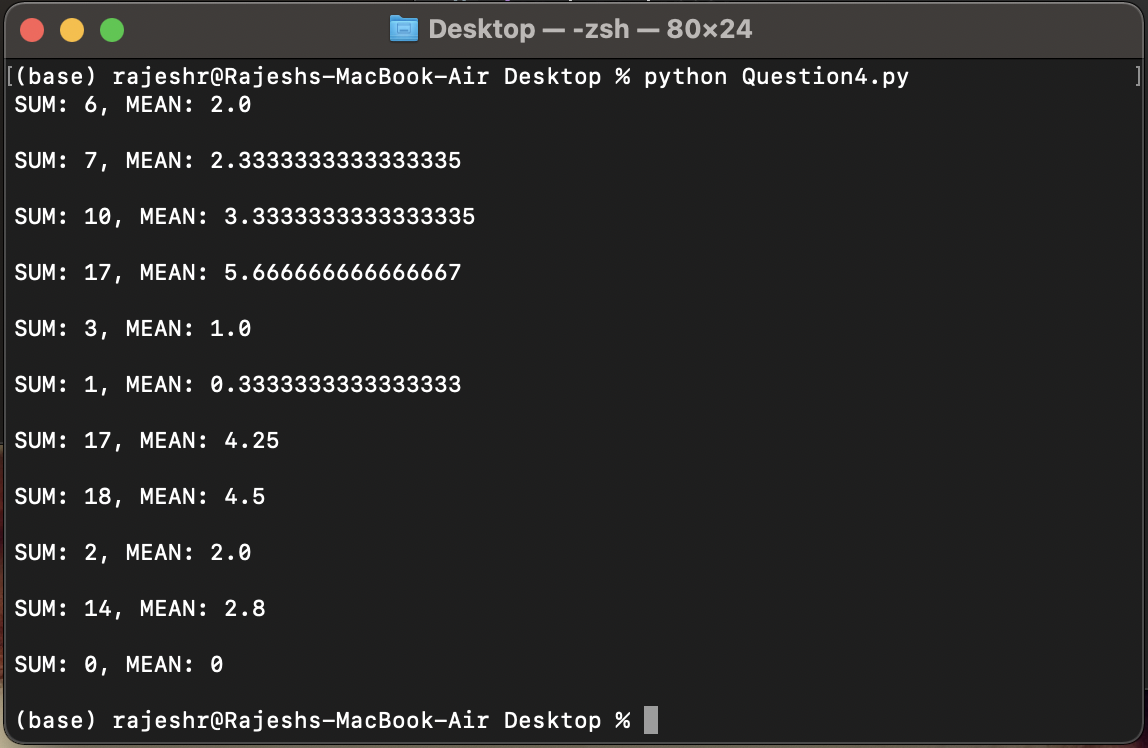 Desktop — -zsh — 80×24
[(base) rajeshr@Rajeshs-MacBook-Air Desktop % python Question4.py ]
SUM: 6, MEAN: 2.0
SUM: 7, MEAN: 2.3333333333333335
SUM: 10, MEAN: 3.3333333333333335
SUM: 17, MEAN: 5.666666666666667
SUM: 3, MEAN: 1.0
SUM: 1, MEAN: 0.3333333333333333
SUM: 17, MEAN: 4.25
SUM: 18, MEAN: 4.5
SUM: 2, MEAN: 2.0
SUM: 14, MEAN: 2.8
SUM: 0, MEAN: 0
(base) rajeshr@Rajeshs-MacBook-Air Desktop %